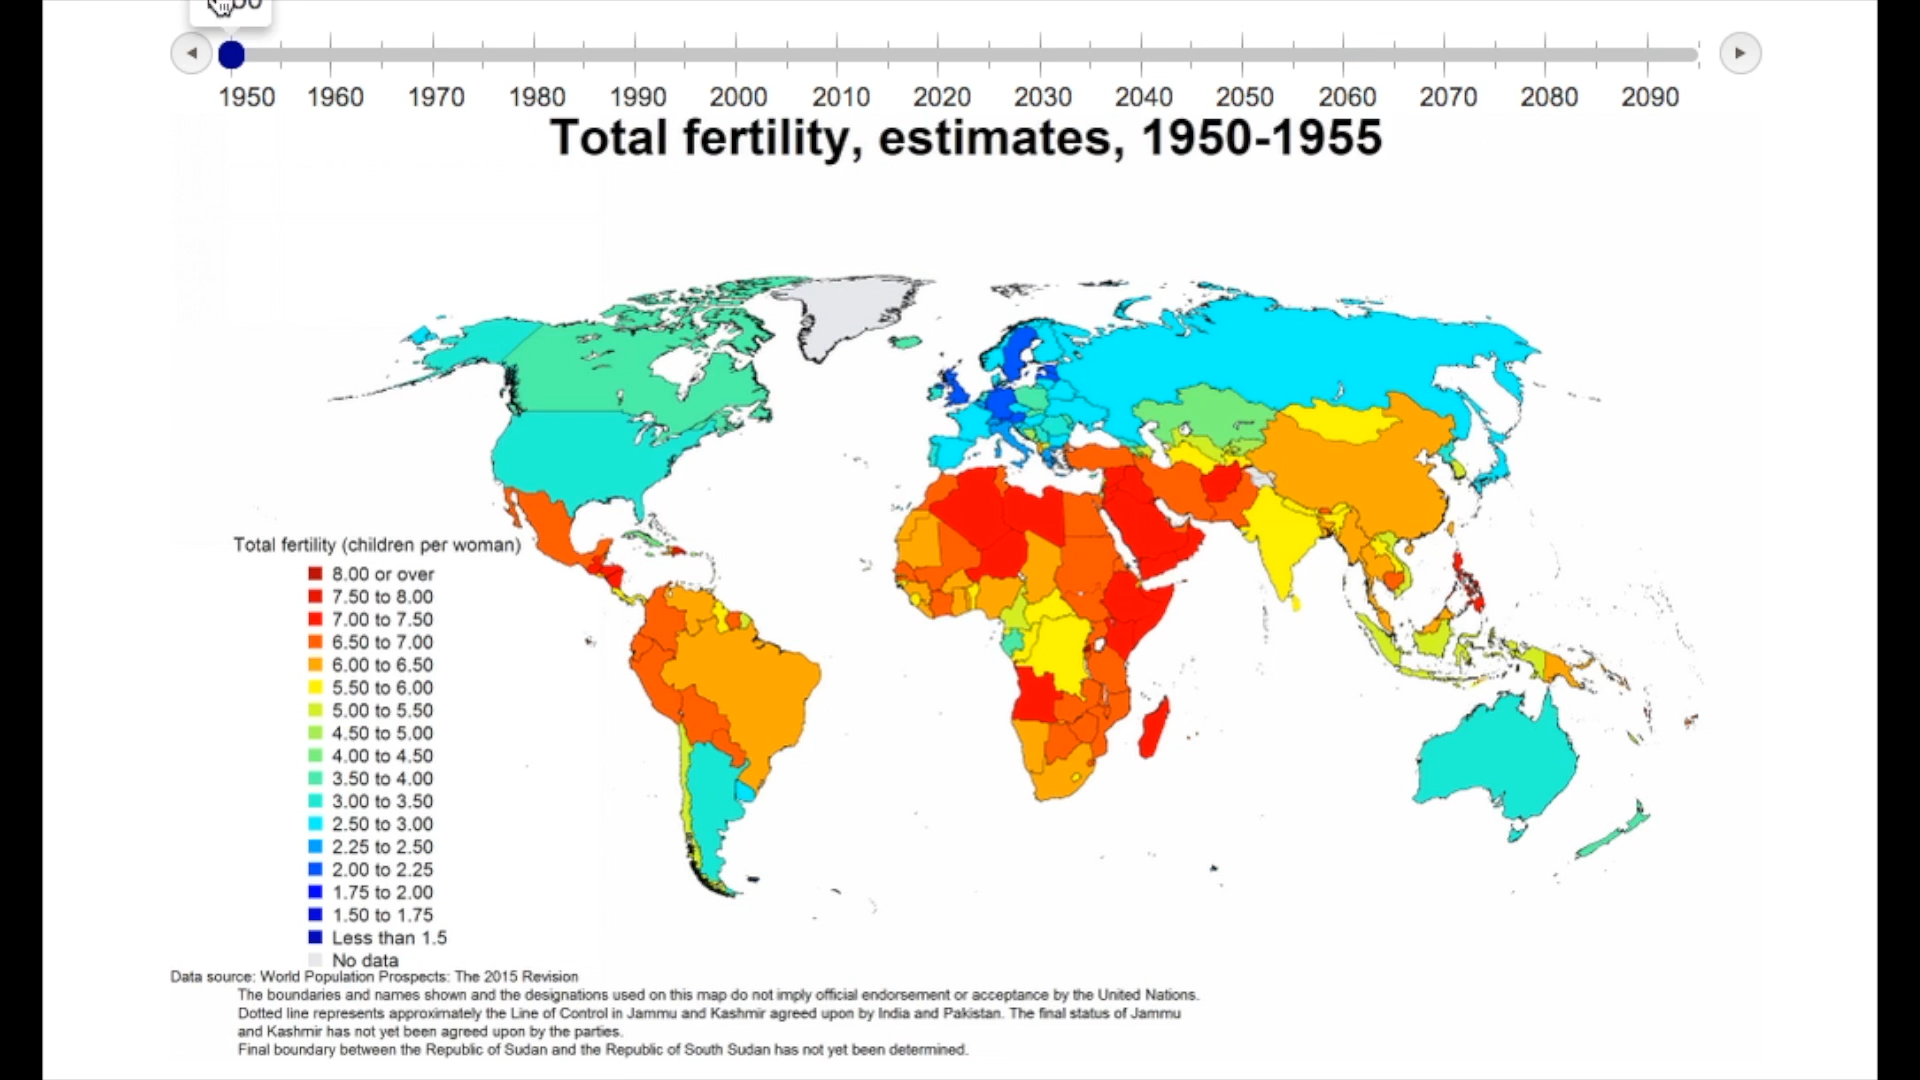 1950 1960 1970 1980 1990 2000 2010 2020 2030 2040 2050 2060 2070 2080 2090
Total fertility, estimates, 1950-1955
Total fertility (children per woman)
8.00 or over
7.50 to 8.00
7.00 to 7.50
6.50 to 7.00
6.00 to 6.50
5.50 to 6.00
5.00 to 5.50
4.50 to 5.00
4.00 to 4.50
3.50 to 4.00
3.00 to 3.50
2.50 to 3.00
2.25 to 2.50
2.00 to 2.25
1.75 to 2.00
1.50 to 1.75
Less than 1.5
No data
Data source: World Population Prospects: The 2015 Revision
The boundaries and names shown and the designations used on this map do not imply official endorsement or acceptance by the United Nations.
Dotted line represents approximately the Line of Control in Jammu and Kashmir agreed upon by India and Pakistan. The final status of Jammu
and Kashmir has not yet been agreed upon by the parties.
Final boundary between the Republic of Sudan and the Republic of South Sudan has not yet been determined.